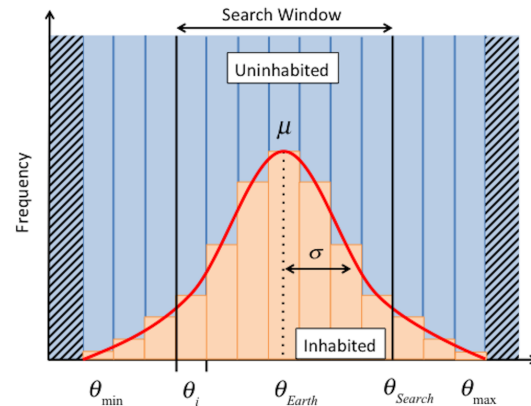 Search Window
Uninhabited
μ
Frequency
σ
Inhabited
θmin θi θEarth θSearch θmax